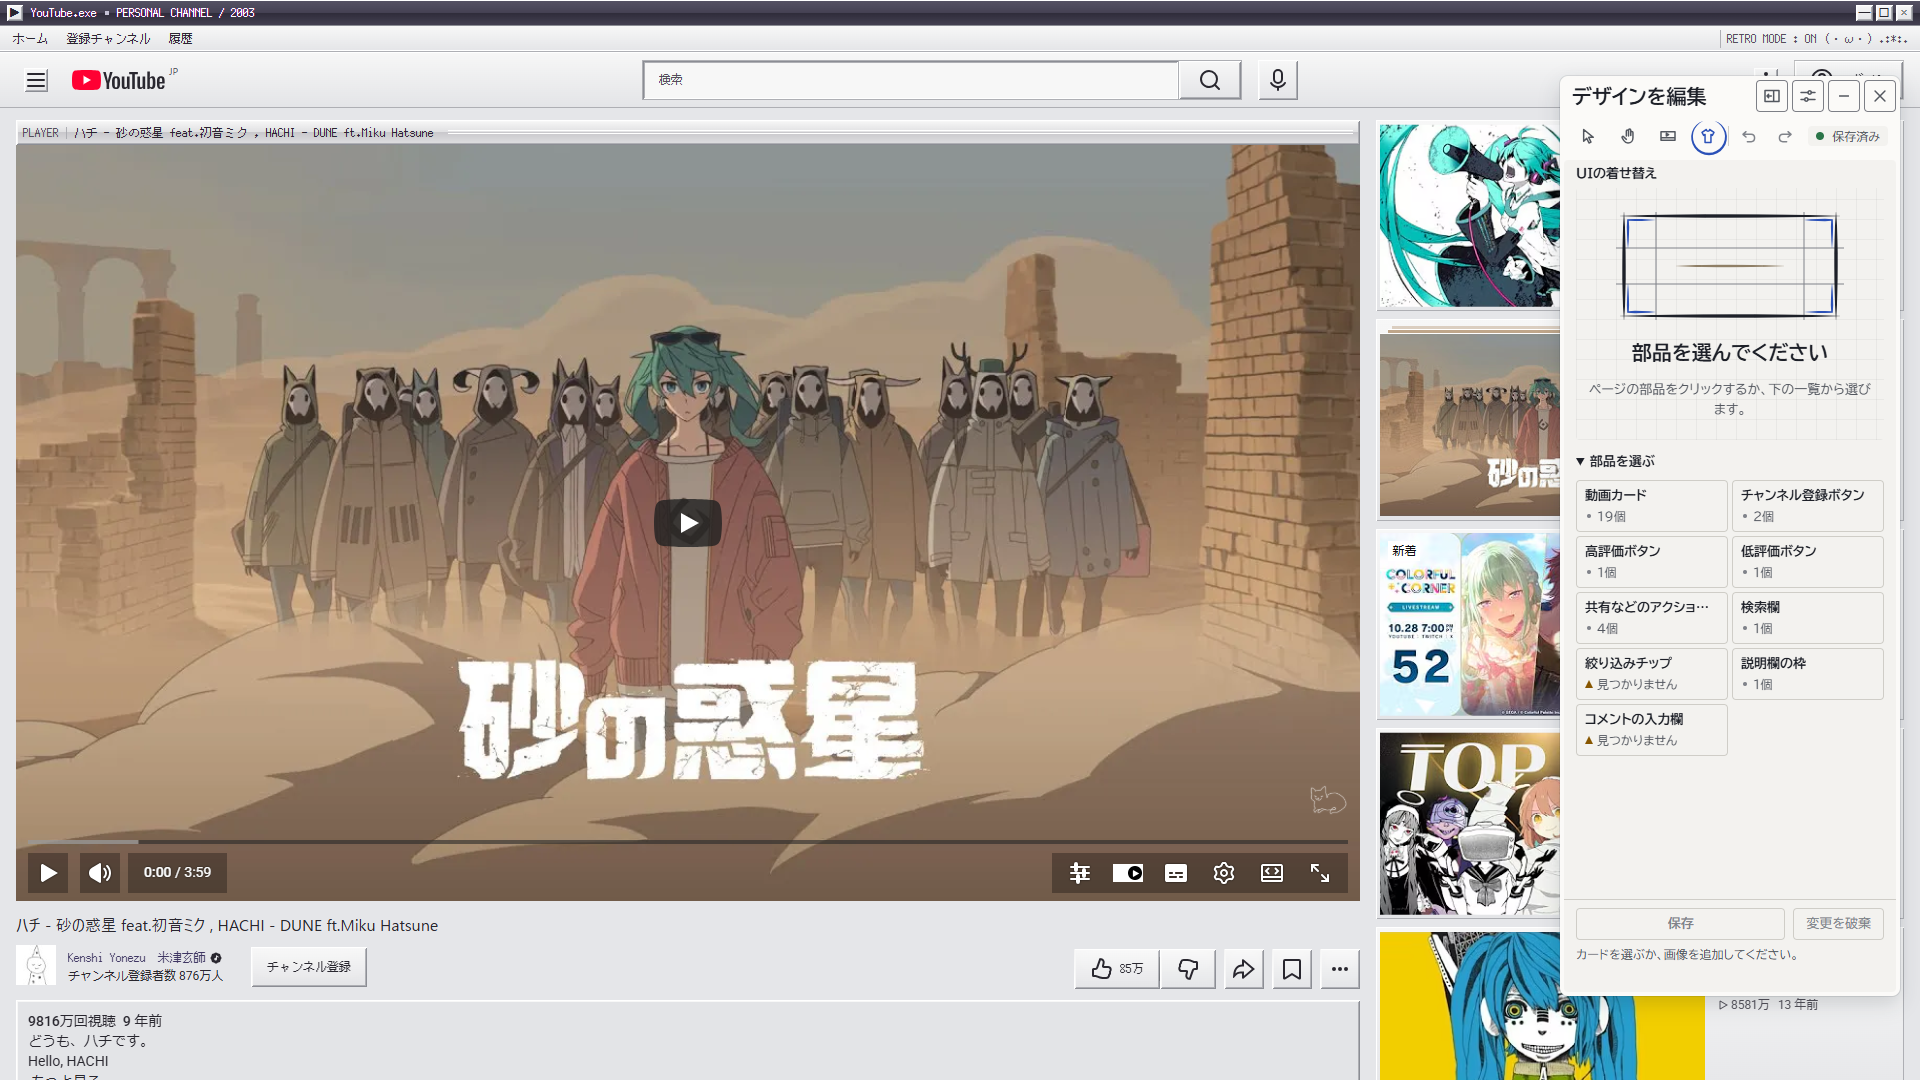 YouTube.exe ▪ PERSONAL CHANNEL / 2003
ホーム 登録チャンネル 履歴
RETRO MODE : ON (・ω・) .:*:.
YouTube JP
検索
PLAYER | ハチ - 砂の惑星 feat.初音ミク , HACHI - DUNE ft.Miku Hatsune
砂の惑星
0:00 / 3:59
ハチ - 砂の惑星 feat.初音ミク , HACHI - DUNE ft.Miku Hatsune
Kenshi Yonezu 米津玄師
チャンネル登録者数 876万人
チャンネル登録
85万
9816万回視聴 9 年前
どうも、ハチです。
Hello, HACHI
砂の惑
新着
COLORFUL
CORNER
LIVESTREAM
10.28 7:00 PM PT
YOUTUBE TWITCH X
52
TOP
8581万 13 年前
デザインを編集
保存済み
UIの着せ替え
部品を選んでください
ページの部品をクリックするか、下の一覧から選び
ます。
▼ 部品を選ぶ
動画カード
• 19個
チャンネル登録ボタン
• 2個
高評価ボタン
• 1個
低評価ボタン
• 1個
共有などのアクショ…
• 4個
検索欄
• 1個
絞り込みチップ
▲ 見つかりません
説明欄の枠
• 1個
コメントの入力欄
▲ 見つかりません
保存
変更を破棄
カードを選ぶか、画像を追加してください。